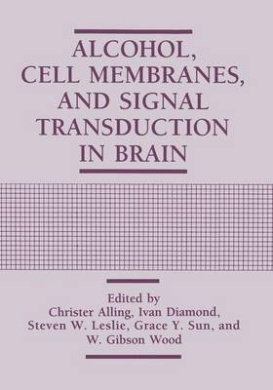 ALCOHOL,
CELL MEMBRANES,
AND SIGNAL
TRANSDUCTION
IN BRAIN
Edited by
Christer Alling, Ivan Diamond,
Steven W. Leslie, Grace Y. Sun, and
W. Gibson Wood